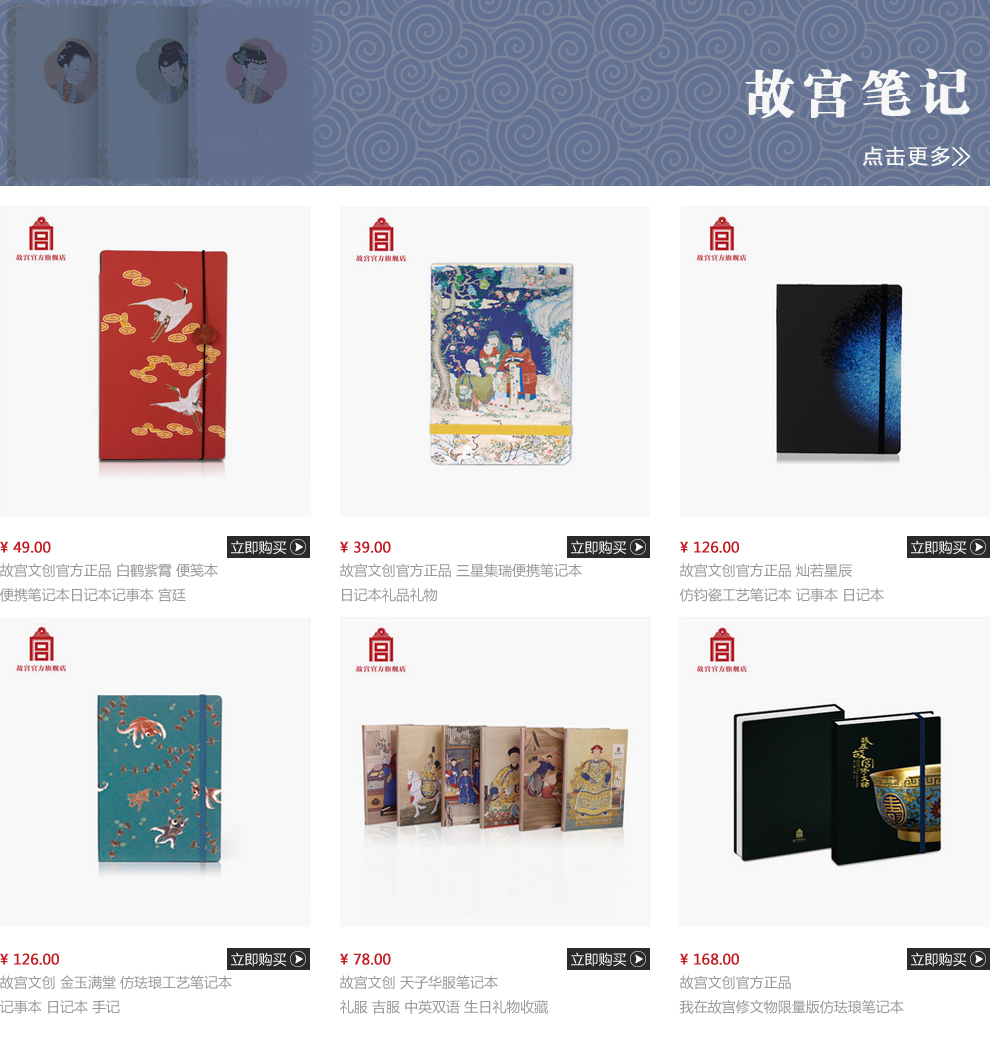 故宫笔记
点击更多
故宫官方旗舰店
故宫官方旗舰店
故宫官方旗舰店
¥ 49.00
立即购买
故宫文创官方正品 白鹤紫霄 便笺本
便携笔记本日记本记事本 宫廷
¥ 39.00
立即购买
故宫文创官方正品 三星集瑞便携笔记本
日记本礼品礼物
¥ 126.00
立即购买
故宫文创官方正品 灿若星辰
仿钧瓷工艺笔记本 记事本 日记本
故宫官方旗舰店
故宫官方旗舰店
故宫官方旗舰店
我在故宫修文物
¥ 126.00
立即购买
故宫文创 金玉满堂 仿珐琅工艺笔记本
记事本 日记本 手记
¥ 78.00
立即购买
故宫文创 天子华服笔记本
礼服 吉服 中英双语 生日礼物收藏
¥ 168.00
立即购买
故宫文创官方正品
我在故宫修文物限量版仿珐琅笔记本